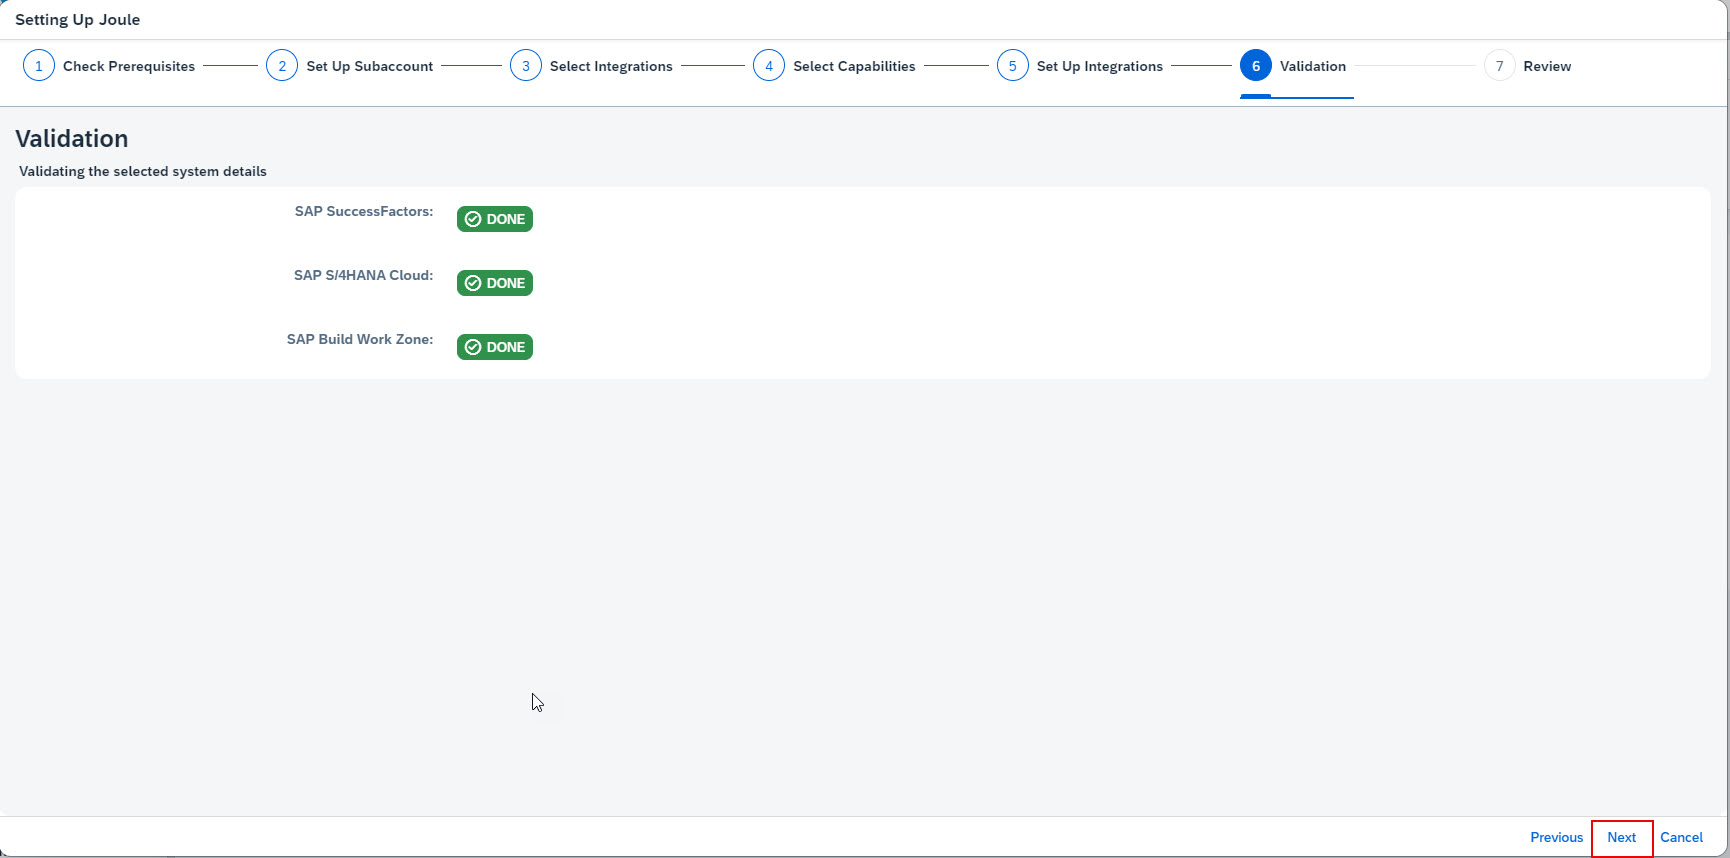 Setting Up Joule
1 Check Prerequisites 2 Set Up Subaccount 3 Select Integrations 4 Select Capabilities 5 Set Up Integrations 6 Validation 7 Review
Validation
Validating the selected system details
SAP SuccessFactors: DONE
SAP S/4HANA Cloud: DONE
SAP Build Work Zone: DONE
Previous Next Cancel